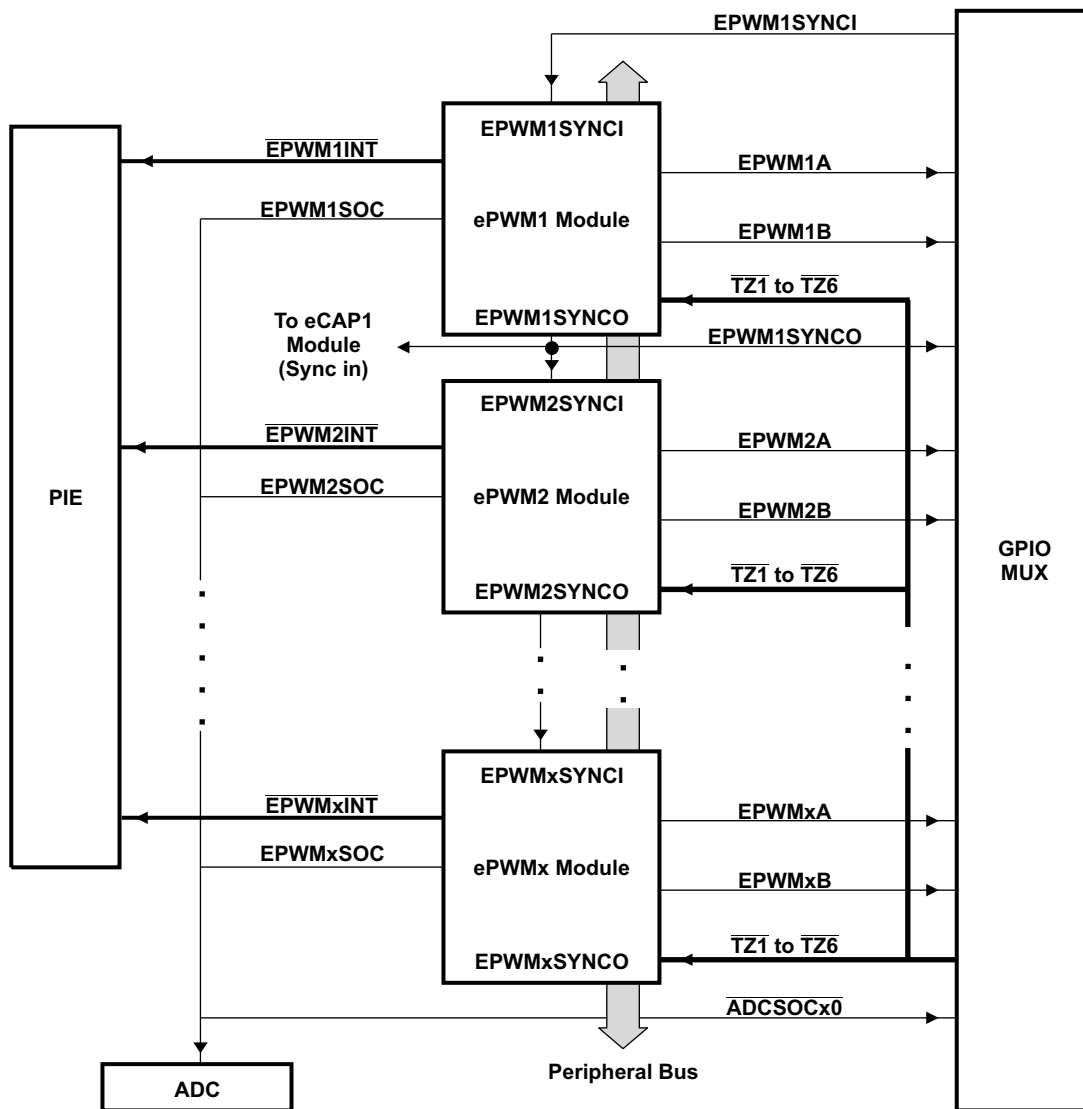 EPWM1SYNCI
EPWM1SYNCI
EPWM1INT
EPWM1A
EPWM1SOC
ePWM1 Module
EPWM1B
TZ1 to TZ6
To eCAP1
Module
(Sync in)
EPWM1SYNCO
EPWM1SYNCO
EPWM2SYNCI
EPWM2INT
EPWM2A
PIE
EPWM2SOC
ePWM2 Module
EPWM2B
GPIO
MUX
TZ1 to TZ6
EPWM2SYNCO
EPWMxSYNCI
EPWMxINT
EPWMxA
EPWMxSOC
ePWMx Module
EPWMxB
TZ1 to TZ6
EPWMxSYNCO
ADCSOCx0
Peripheral Bus
ADC